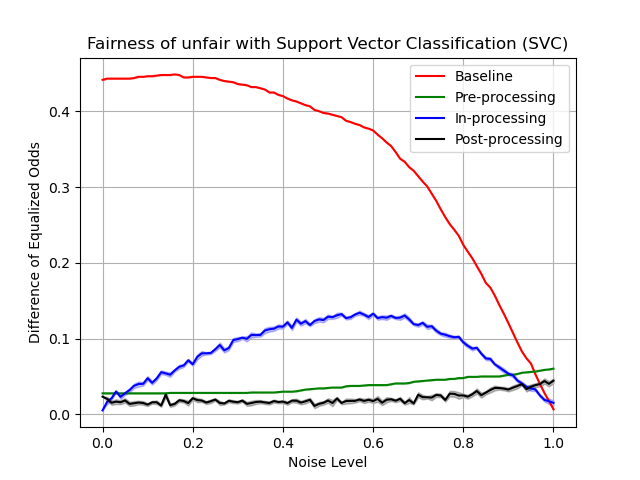 Fairness of unfair with Support Vector Classification (SVC)
Baseline
Pre-processing
In-processing
Post-processing
Difference of Equalized Odds
0.4
0.3
0.2
0.1
0.0
0.0 0.2 0.4 0.6 0.8 1.0
Noise Level